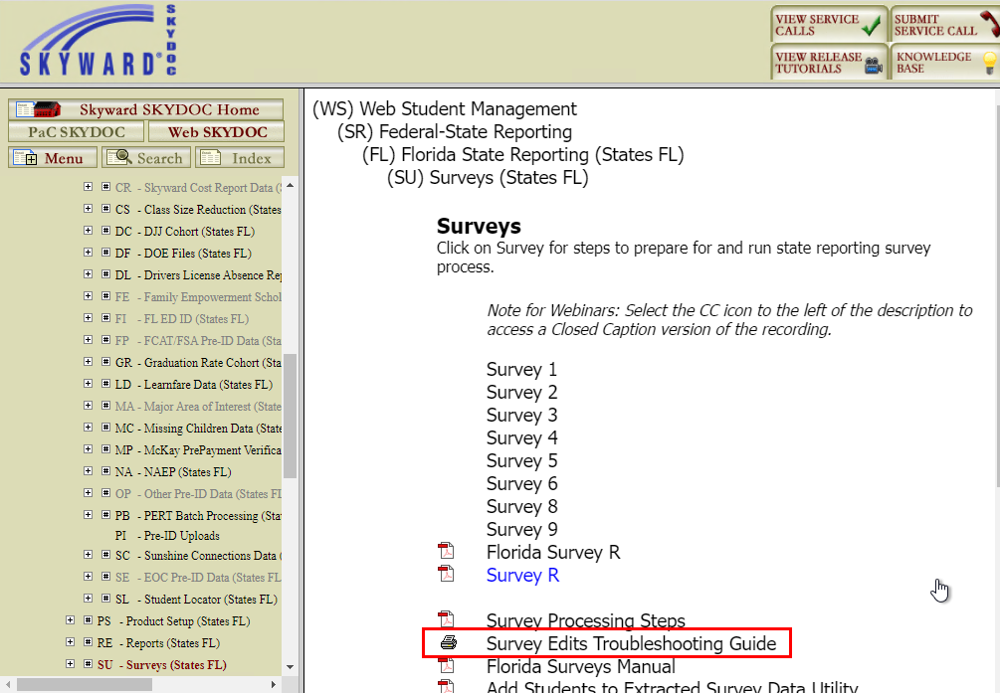 SKYWARD®
SKYDOC
VIEW SERVICE
CALLS
SUBMIT
SERVICE CALL
VIEW RELEASE
TUTORIALS
KNOWLEDGE
BASE
Skyward SKYDOC Home
PaC SKYDOC
Web SKYDOC
Menu
Search
Index
CR - Skyward Cost Report Data (S
CS - Class Size Reduction (States
DC - DJJ Cohort (States FL)
DF - DOE Files (States FL)
DL - Drivers License Absence Rep
FE - Family Empowerment Schol
FI - FL ED ID (States FL)
FP - FCAT/FSA Pre-ID Data (Sta
GR - Graduation Rate Cohort (Sta
LD - Learnfare Data (States FL)
MA - Major Area of Interest (State
MC - Missing Children Data (State
MP - McKay PrePayment Verifica
NA - NAEP (States FL)
OP - Other Pre-ID Data (States FL
PB - PERT Batch Processing (Sta
PI - Pre-ID Uploads
SC - Sunshine Connections Data (
SE - EOC Pre-ID Data (States FL
SL - Student Locator (States FL)
PS - Product Setup (States FL)
RE - Reports (States FL)
SU - Surveys (States FL)
(WS) Web Student Management
(SR) Federal-State Reporting
(FL) Florida State Reporting (States FL)
(SU) Surveys (States FL)
Surveys
Click on Survey for steps to prepare for and run state reporting survey
process.
Note for Webinars: Select the CC icon to the left of the description to
access a Closed Caption version of the recording.
Survey 1
Survey 2
Survey 3
Survey 4
Survey 5
Survey 6
Survey 8
Survey 9
Florida Survey R
Survey R
Survey Processing Steps
Survey Edits Troubleshooting Guide
Florida Surveys Manual
Add Students to Extracted Survey Data Utility